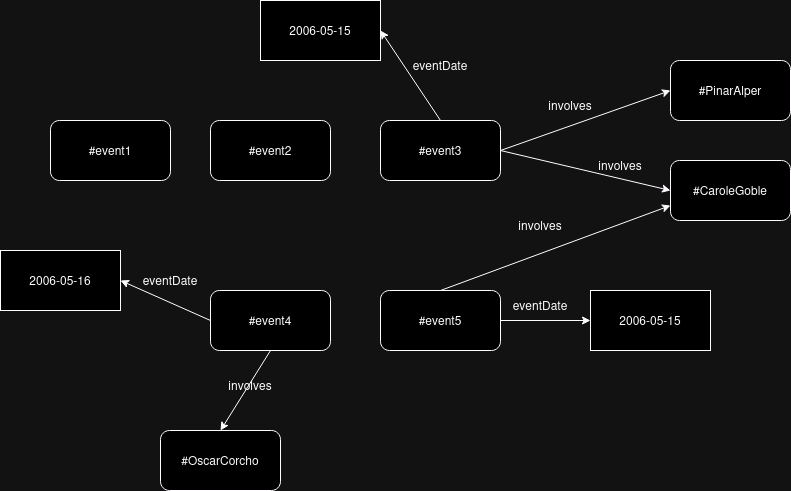 2006-05-15
eventDate
#PinarAlper
involves
#event1
#event2
#event3
involves
#CaroleGoble
involves
2006-05-16
eventDate
#event4
#event5
eventDate
2006-05-15
involves
#OscarCorcho